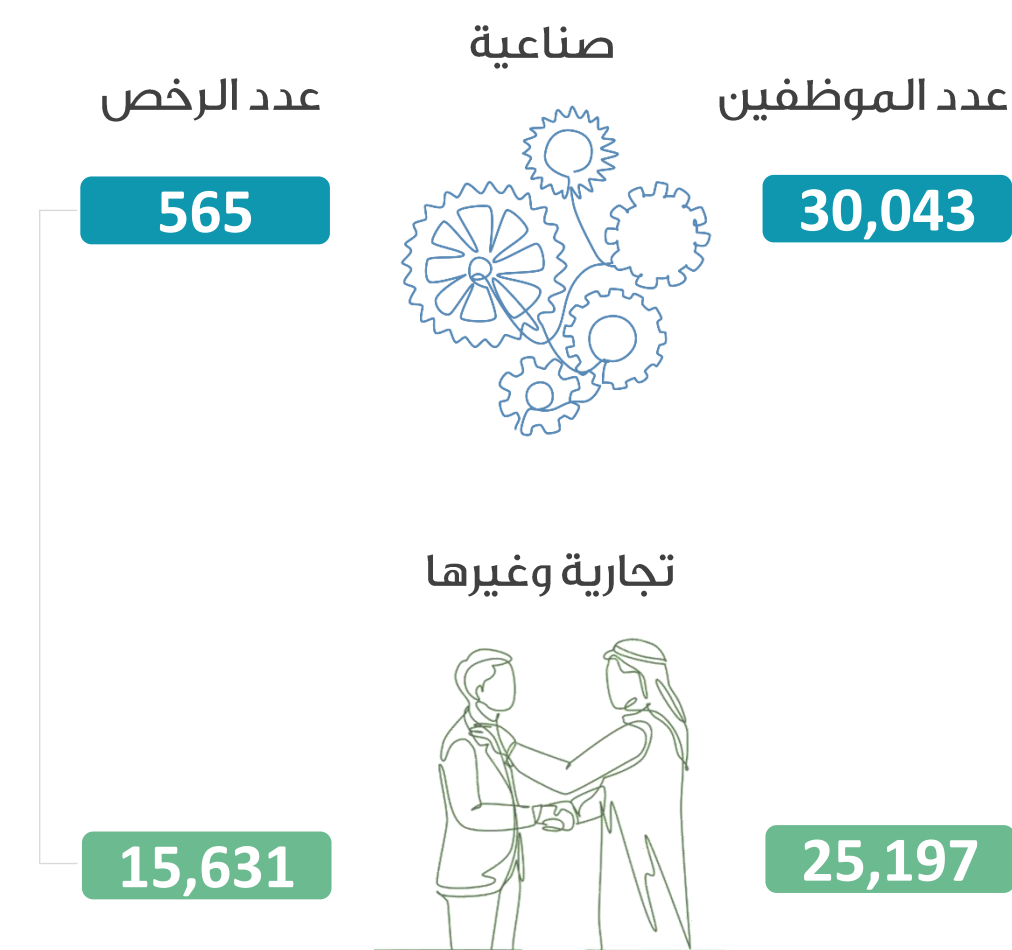 صناعية
عدد الموظفين
عدد الرخص
30,043
565
تجارية وغيرها
25,197
15,631